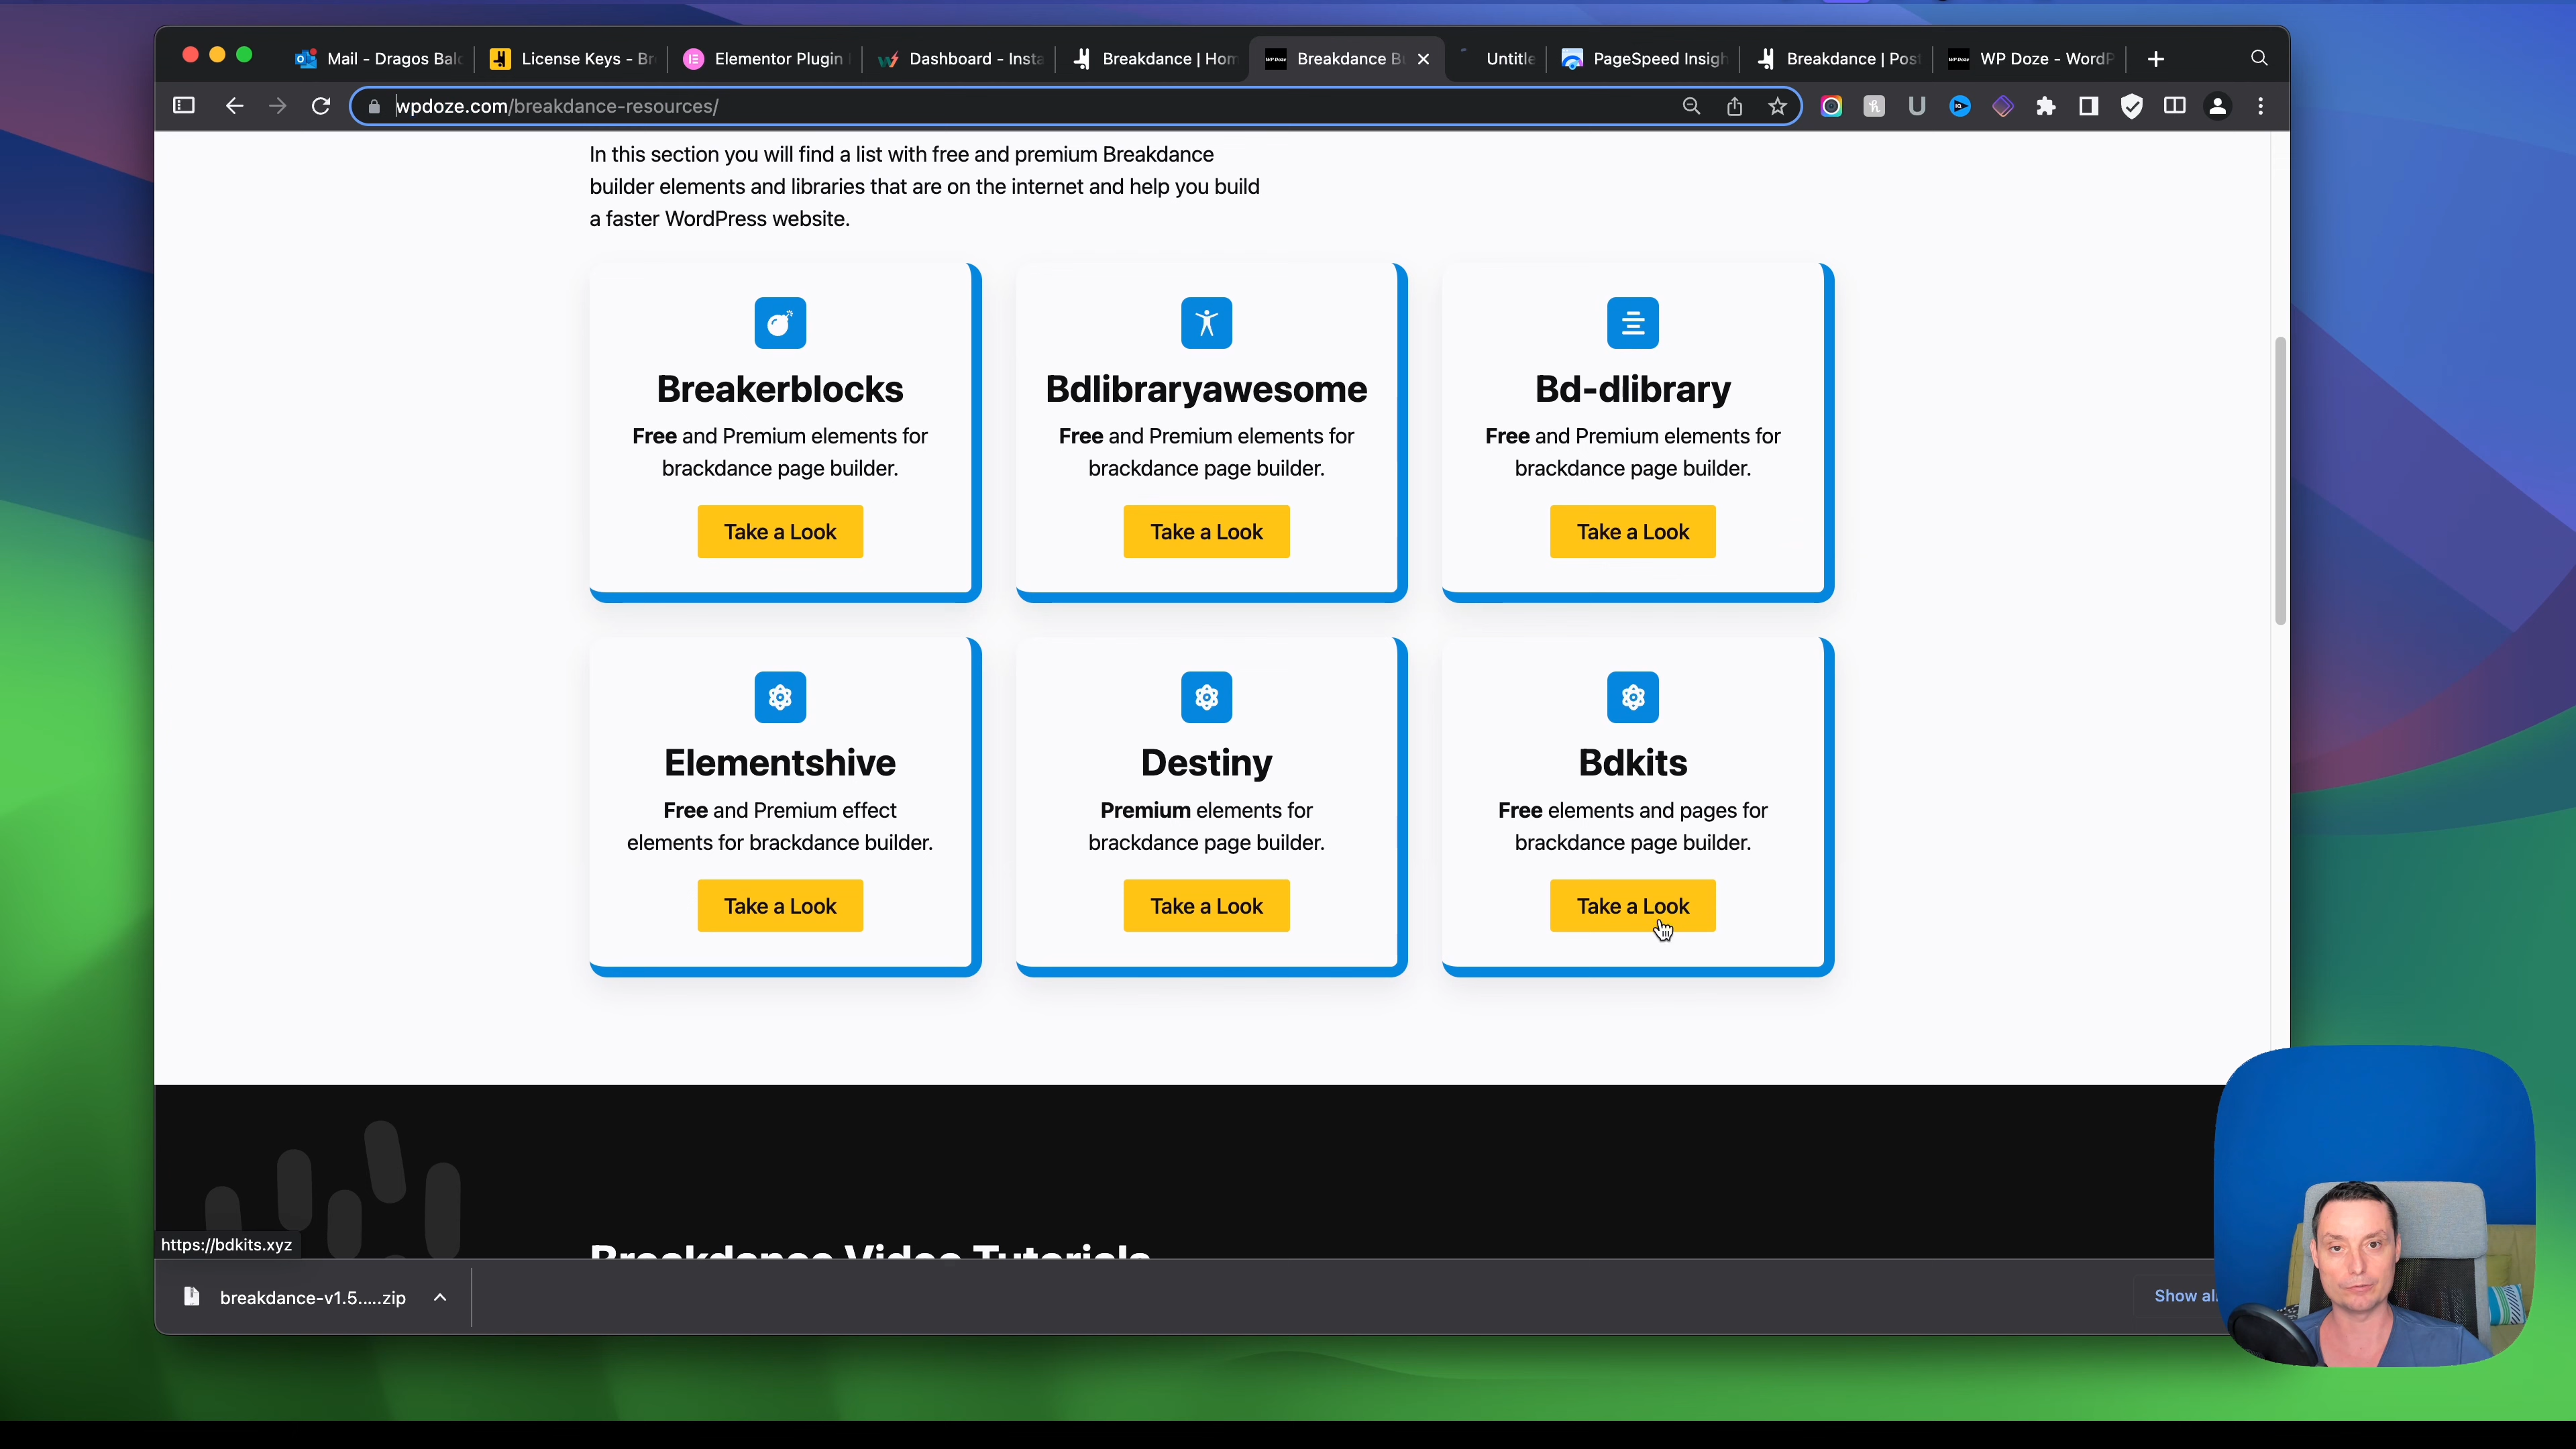 Mail - Dragos Balc
License Keys - Br
Elementor Plugin
Dashboard - Insta
Breakdance | Hom
Breakdance B
Untitle
PageSpeed Insigh
Breakdance | Post
WP Doze - WordP
wpdoze.com/breakdance-resources/
In this section you will find a list with free and premium Breakdance
builder elements and libraries that are on the internet and help you build
a faster WordPress website.
Breakerblocks
Free and Premium elements for
brackdance page builder.
Take a Look
Bdlibraryawesome
Free and Premium elements for
brackdance page builder.
Take a Look
Bd-dlibrary
Free and Premium elements for
brackdance page builder.
Take a Look
Elementshive
Free and Premium effect
elements for brackdance builder.
Take a Look
Destiny
Premium elements for
brackdance page builder.
Take a Look
Bdkits
Free elements and pages for
brackdance page builder.
Take a Look
Breakdance Video Tutorials
https://bdkits.xyz
breakdance-v1.5.....zip
Show all